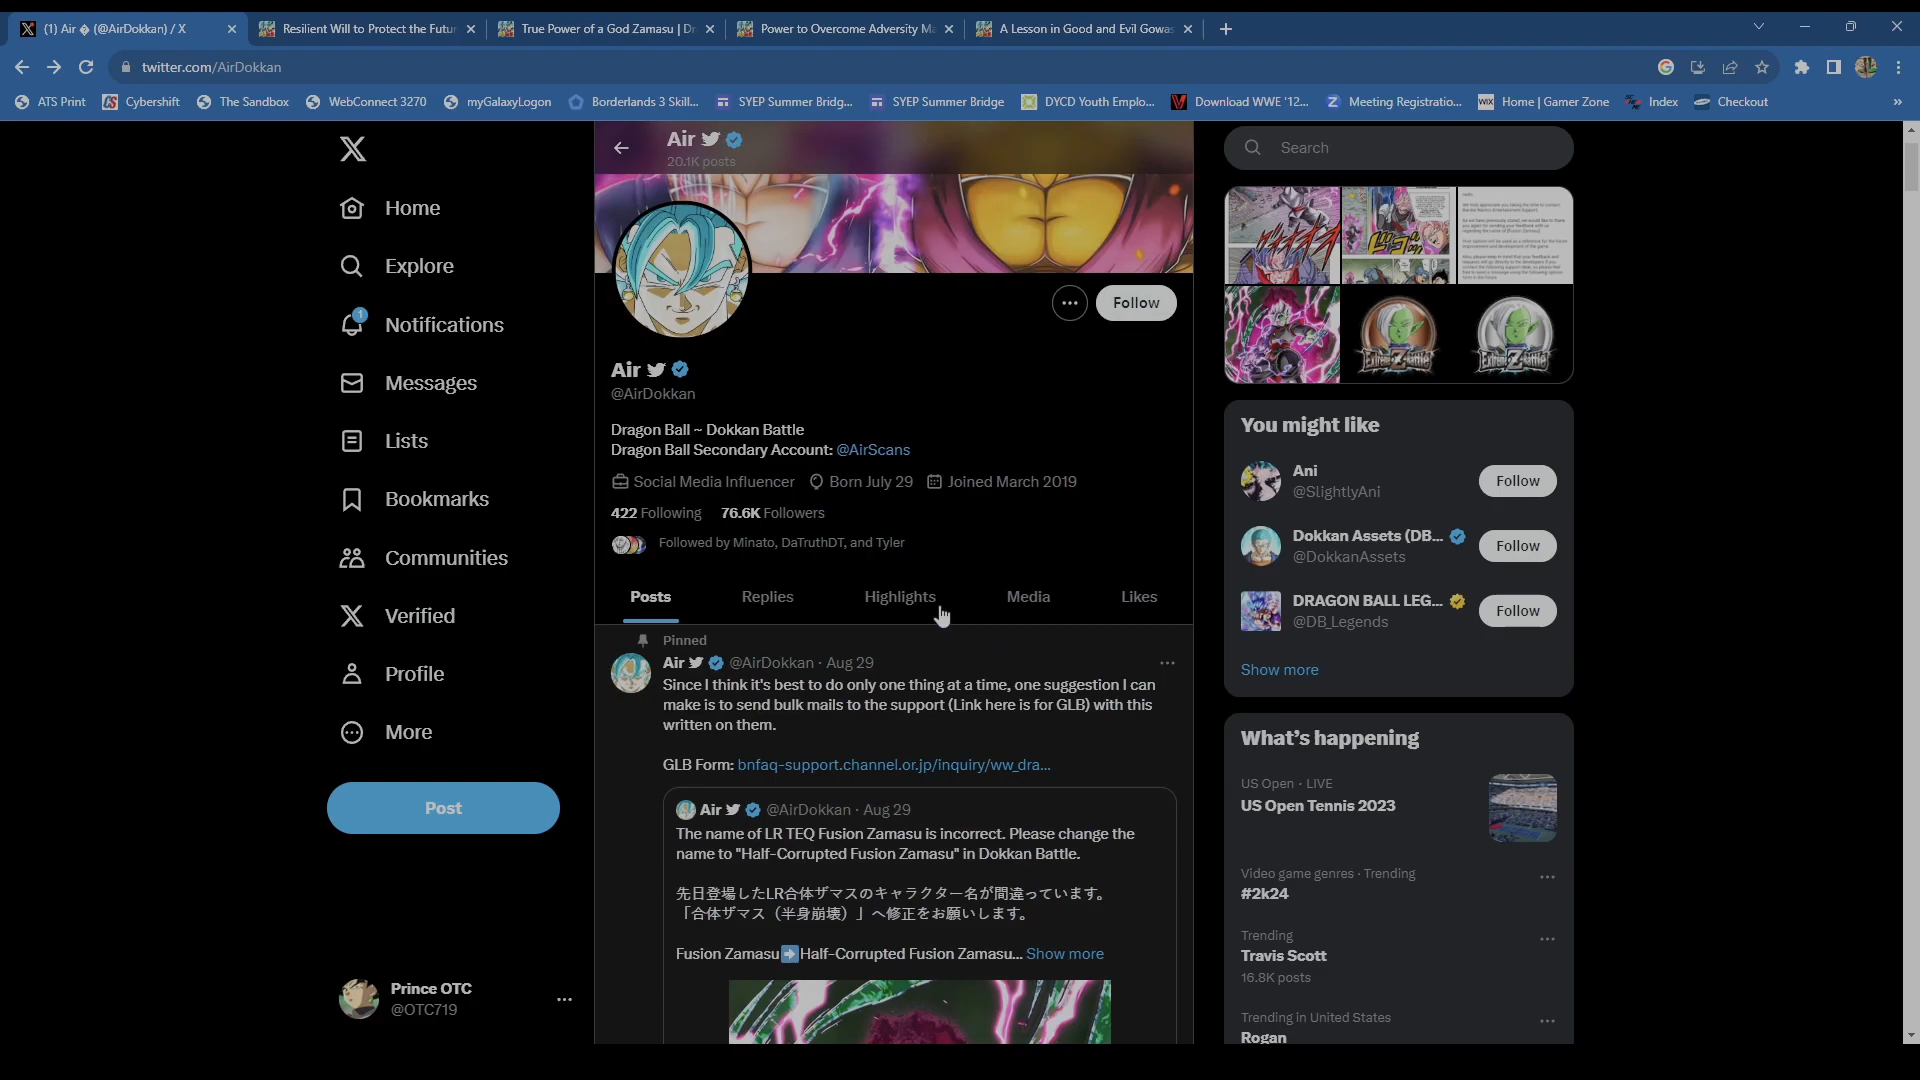 (1) Air � (@AirDokkan) / X
Resilient Will to Protect the Futur
True Power of a God Zamasu | Dr
Power to Overcome Adversity Ma
A Lesson in Good and Evil Gowas
twitter.com/AirDokkan
ATS Print
Cybershift
The Sandbox
WebConnect 3270
myGalaxyLogon
Borderlands 3 Skill...
SYEP Summer Bridg...
SYEP Summer Bridge
DYCD Youth Emplo...
Download WWE '12...
Meeting Registratio...
Home | Gamer Zone
Index
Checkout
»
Home
Explore
1
Notifications
Messages
Lists
Bookmarks
Communities
Verified
Profile
More
Post
Prince OTC
@OTC719
Air
20.1K posts
Follow
Air
@AirDokkan
Dragon Ball ~ Dokkan Battle
Dragon Ball Secondary Account: @AirScans
Social Media Influencer Born July 29 Joined March 2019
422 Following 76.6K Followers
Followed by Minato, DaTruthDT, and Tyler
Posts Replies Highlights Media Likes
Pinned
Air @AirDokkan · Aug 29
Since I think it's best to do only one thing at a time, one suggestion I can
make is to send bulk mails to the support (Link here is for GLB) with this
written on them.
GLB Form: bnfaq-support.channel.or.jp/inquiry/ww_dra...
Air @AirDokkan · Aug 29
The name of LR TEQ Fusion Zamasu is incorrect. Please change the
name to "Half-Corrupted Fusion Zamasu" in Dokkan Battle.
先日登場したLR合体ザマスのキャラクター名が間違っています。
「合体ザマス（半身崩壊）」へ修正をお願いします。
Fusion Zamasu➡Half-Corrupted Fusion Zamasu... Show more
Search
Extreme Z Battle
Extreme Z Battle
You might like
Ani
@SlightlyAni
Follow
Dokkan Assets (DB...
@DokkanAssets
Follow
DRAGON BALL LEG...
@DB_Legends
Follow
Show more
What's happening
US Open · LIVE
US Open Tennis 2023
Video game genres · Trending
#2k24
Trending
Travis Scott
16.8K posts
Trending in United States
Rogan